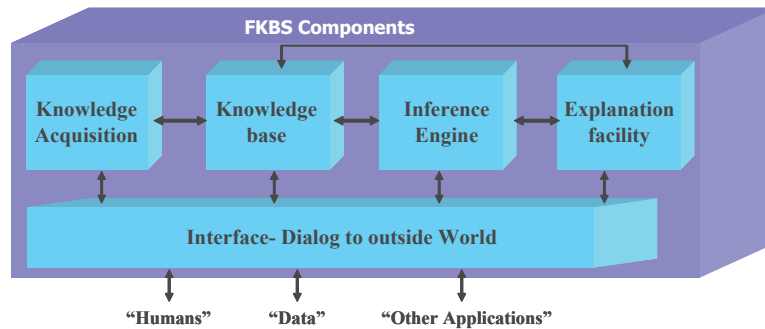 FKBS Components
Knowledge
Acquisition
Knowledge
base
Inference
Engine
Explanation
facility
Interface- Dialog to outside World
“Humans”
“Data”
“Other Applications”